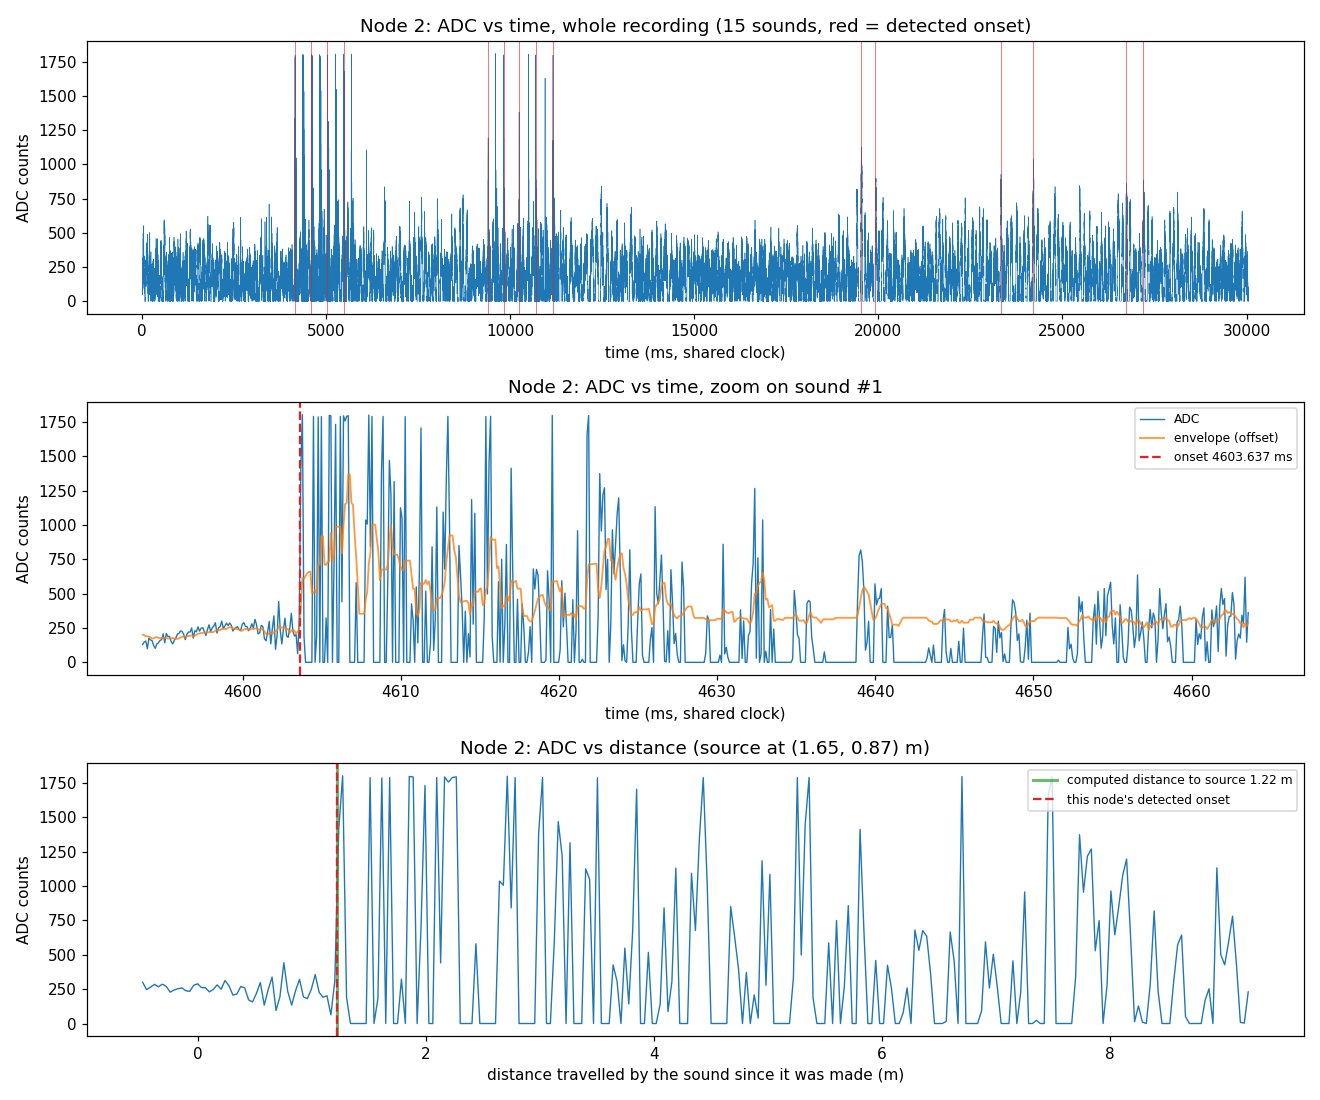 Node 2: ADC vs time, whole recording (15 sounds, red = detected onset)
ADC counts
1750
1500
1250
1000
750
500
250
0
0 5000 10000 15000 20000 25000 30000
time (ms, shared clock)
Node 2: ADC vs time, zoom on sound #1
ADC counts
1750
1500
1250
1000
750
500
250
0
ADC
envelope (offset)
onset 4603.637 ms
4600 4610 4620 4630 4640 4650 4660
time (ms, shared clock)
Node 2: ADC vs distance (source at (1.65, 0.87) m)
ADC counts
1750
1500
1250
1000
750
500
250
0
computed distance to source 1.22 m
this node's detected onset
0 2 4 6 8
distance travelled by the sound since it was made (m)